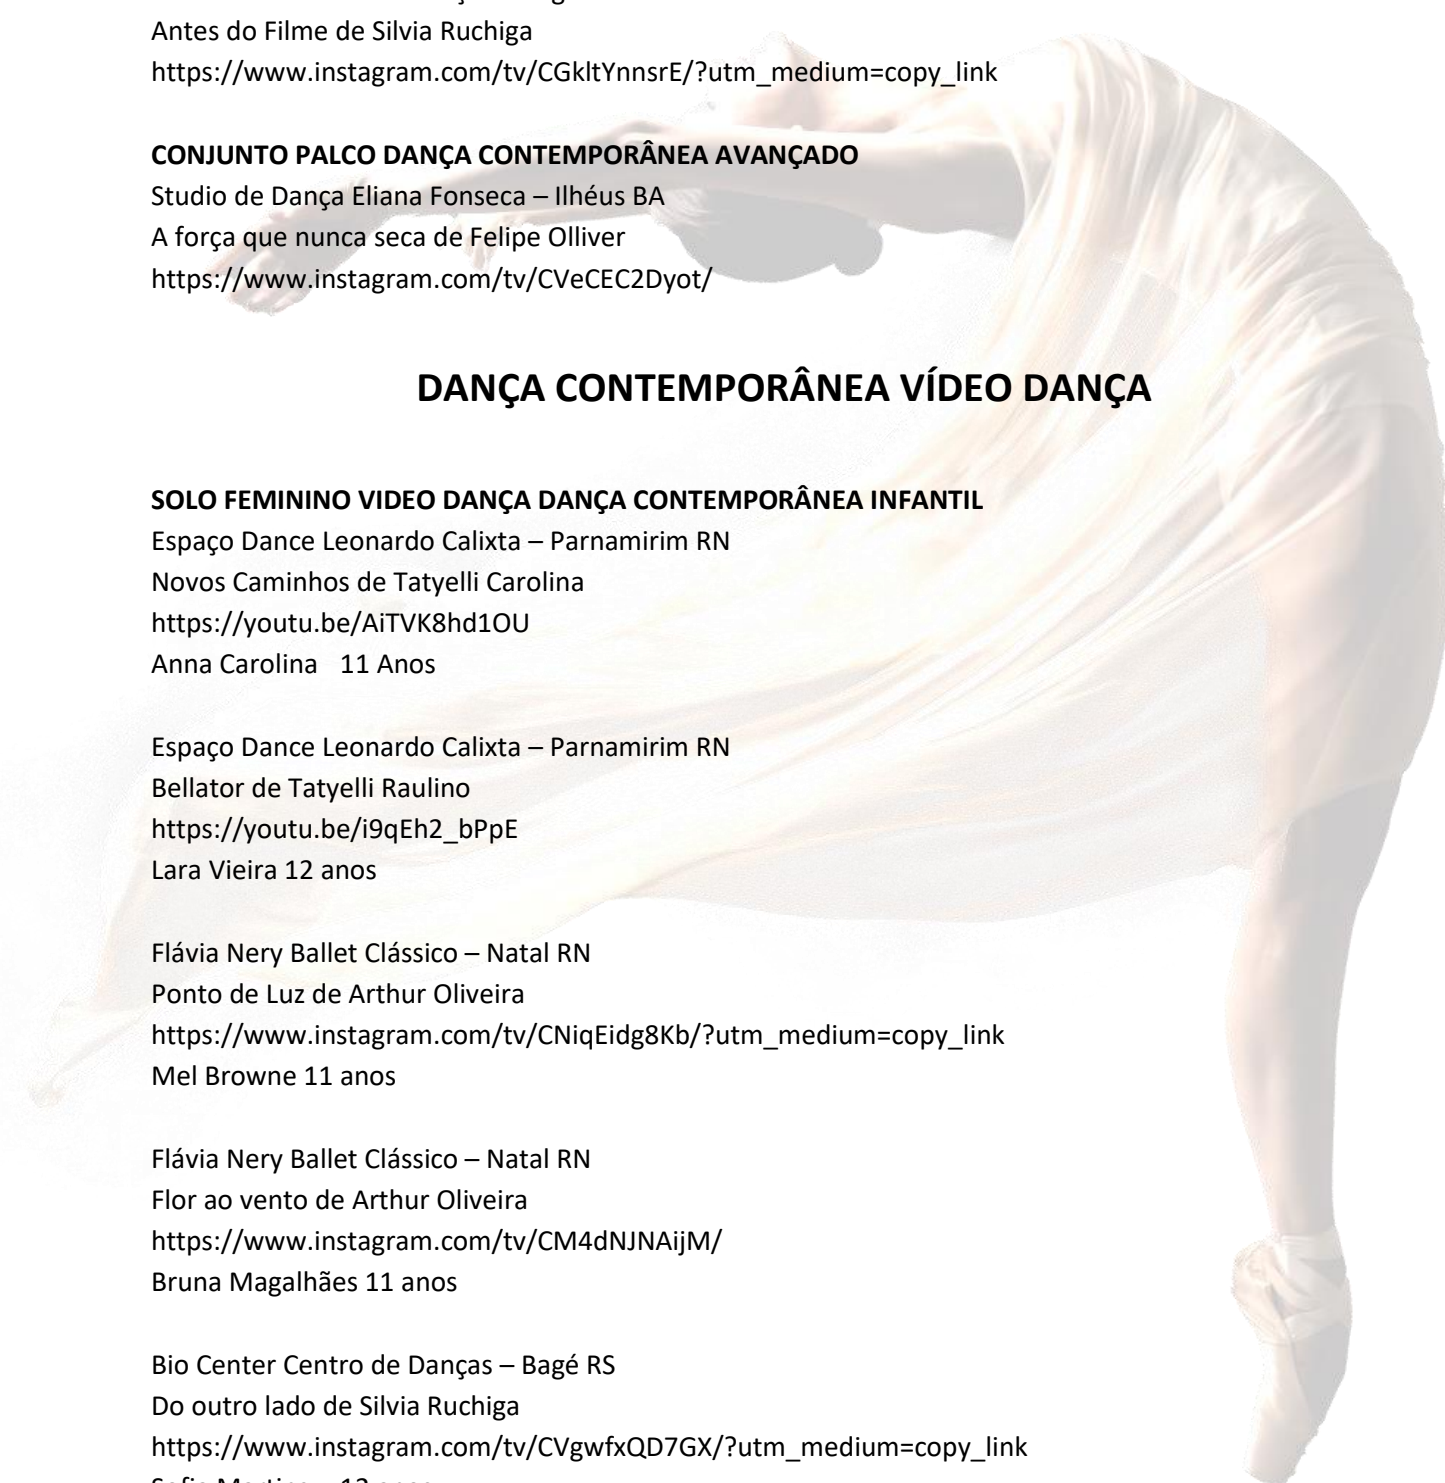 Antes do Filme de Silvia Ruchiga
https://www.instagram.com/tv/CGkltYnnsrE/?utm_medium=copy_link
CONJUNTO PALCO DANÇA CONTEMPORÂNEA AVANÇADO
Studio de Dança Eliana Fonseca – Ilhéus BA
A força que nunca seca de Felipe Olliver
https://www.instagram.com/tv/CVeCEC2Dyot/
DANÇA CONTEMPORÂNEA VÍDEO DANÇA
SOLO FEMININO VIDEO DANÇA DANÇA CONTEMPORÂNEA INFANTIL
Espaço Dance Leonardo Calixta – Parnamirim RN
Novos Caminhos de Tatyelli Carolina
https://youtu.be/AiTVK8hd1OU
Anna Carolina   11 Anos
Espaço Dance Leonardo Calixta – Parnamirim RN
Bellator de Tatyelli Raulino
https://youtu.be/i9qEh2_bPpE
Lara Vieira 12 anos
Flávia Nery Ballet Clássico – Natal RN
Ponto de Luz de Arthur Oliveira
https://www.instagram.com/tv/CNiqEidg8Kb/?utm_medium=copy_link
Mel Browne 11 anos
Flávia Nery Ballet Clássico – Natal RN
Flor ao vento de Arthur Oliveira
https://www.instagram.com/tv/CM4dNJNAijM/
Bruna Magalhães 11 anos
Bio Center Centro de Danças – Bagé RS
Do outro lado de Silvia Ruchiga
https://www.instagram.com/tv/CVgwfxQD7GX/?utm_medium=copy_link